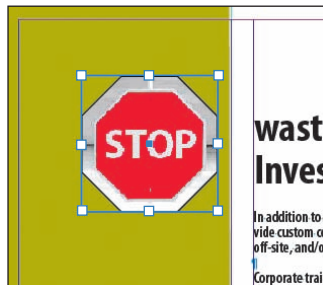 STOP
wast
Inves
In addition to
vide custom c
off-site, and/o
Corporate trai